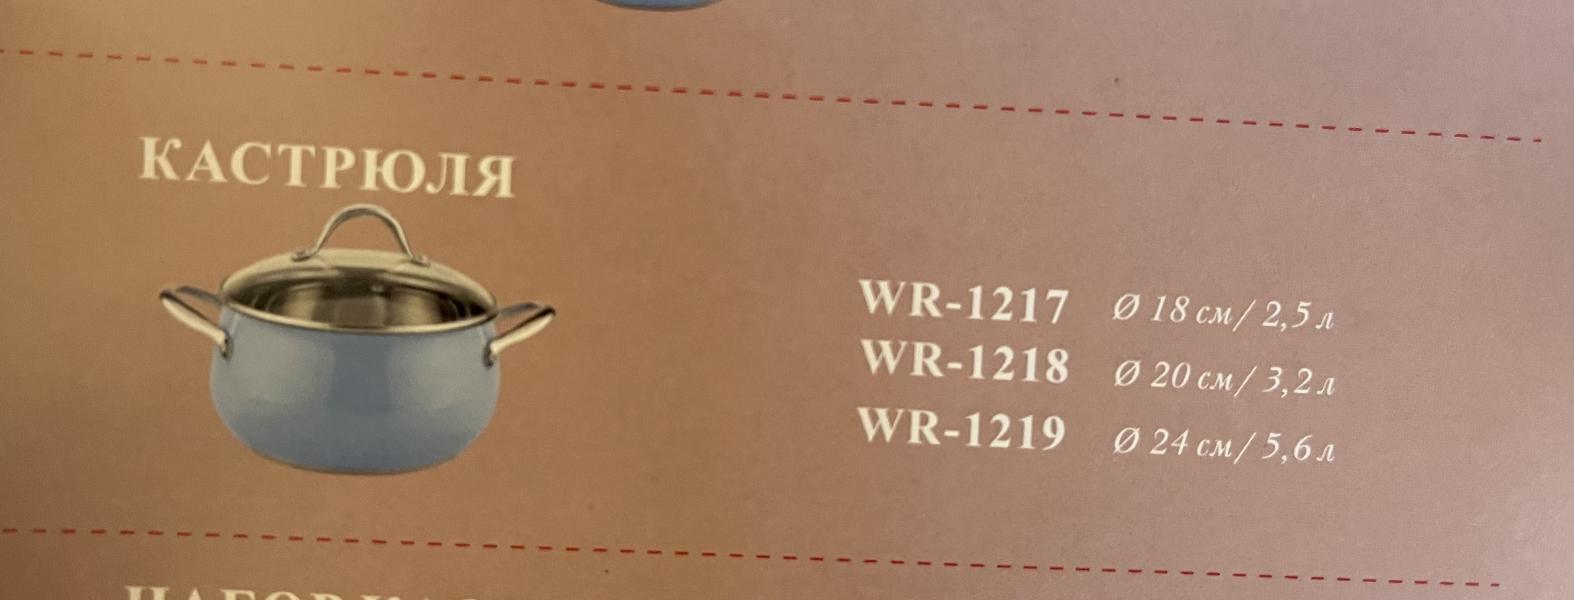 КАСТРЮЛЯ
WR-1217 Ø 18 см/ 2,5 л
WR-1218 Ø 20 см/ 3,2 л
WR-1219 Ø 24 см/ 5,6 л